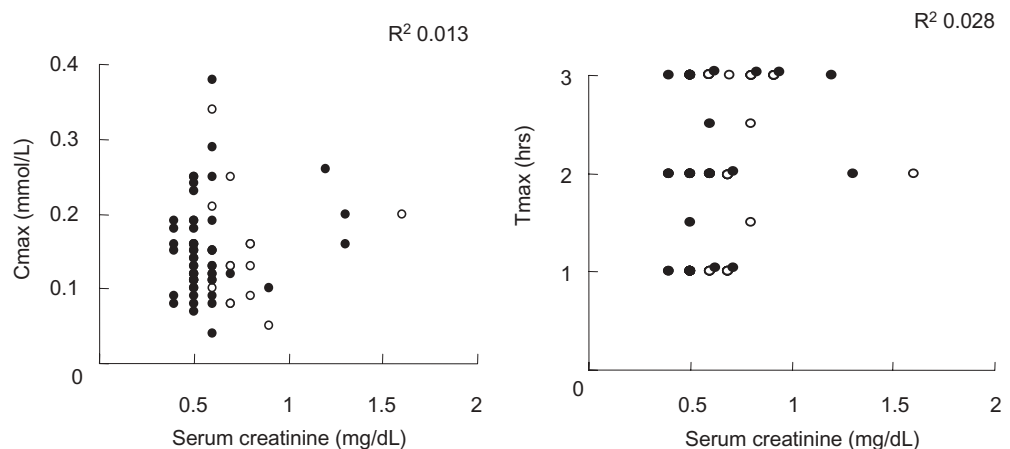 R² 0.013
0.4
0.3
0.2
0.1
0
0.5
1
1.5
2
Cmax (mmol/L)
Serum creatinine (mg/dL)
R² 0.028
3
2
1
0
0.5
1
1.5
2
Tmax (hrs)
Serum creatinine (mg/dL)